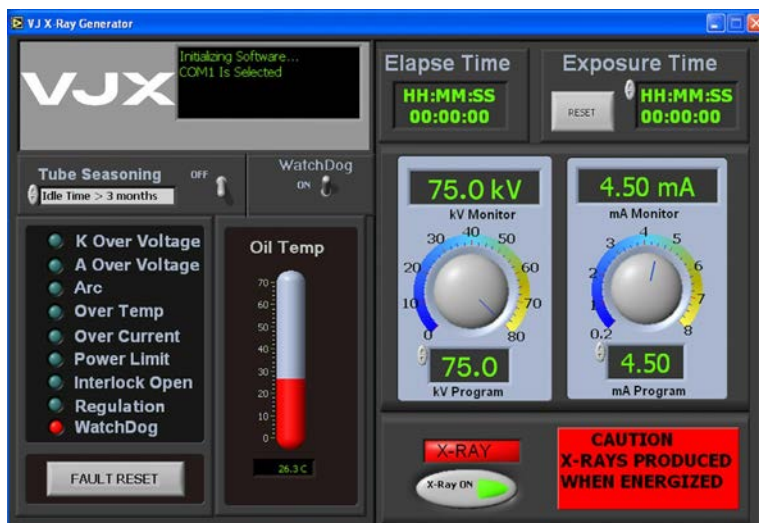 VJ X-Ray Generator
VJX
Initializing Software...
COM1 Is Selected
Elapse Time
HH:MM:SS
00:00:00
Exposure Time
RESET
HH:MM:SS
00:00:00
Tube Seasoning
OFF
Idle Time > 3 months
WatchDog
ON
75.0 kV
kV Monitor
0 10 20 30 40 50 60 70 80
75.0
kV Program
4.50 mA
mA Monitor
0.2 1 2 3 4 5 6 7 8
4.50
mA Program
K Over Voltage
A Over Voltage
Arc
Over Temp
Over Current
Power Limit
Interlock Open
Regulation
WatchDog
FAULT RESET
Oil Temp
70
60
50
40
30
20
10
0
26.3 C
X-RAY
X-Ray ON
CAUTION
X-RAYS PRODUCED
WHEN ENERGIZED